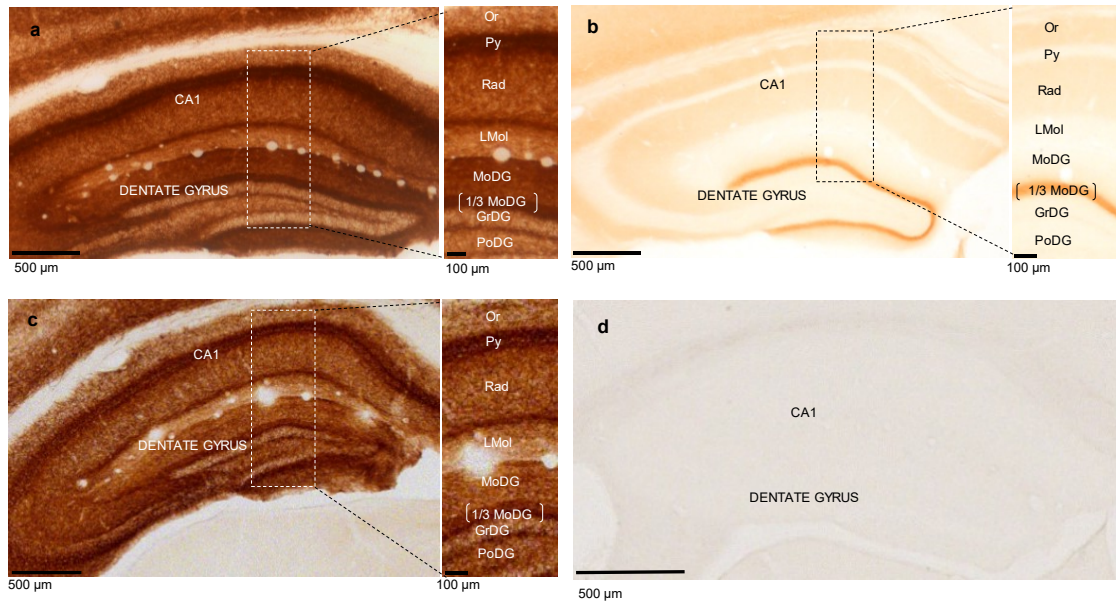 a
CA1
DENTATE GYRUS
500 µm
Or
Py
Rad
LMol
MoDG
1/3 MoDG
GrDG
PoDG
100 µm
b
CA1
DENTATE GYRUS
500 µm
Or
Py
Rad
LMol
MoDG
1/3 MoDG
GrDG
PoDG
100 µm
c
CA1
DENTATE GYRUS
500 µm
Or
Py
Rad
LMol
MoDG
1/3 MoDG
GrDG
PoDG
100 µm
d
CA1
DENTATE GYRUS
500 µm